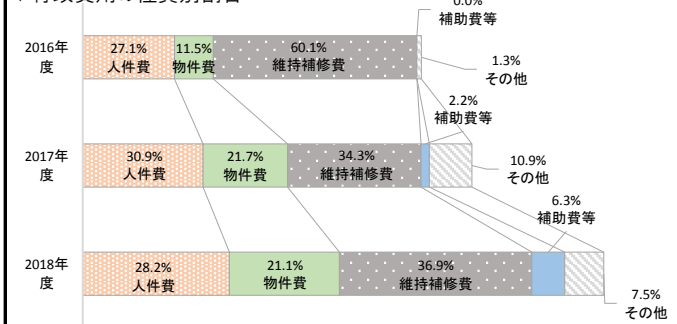 0.0%
補助費等
2016年
度
27.1%
人件費
11.5%
物件費
60.1%
維持補修費
1.3%
その他
2.2%
補助費等
2017年
度
30.9%
人件費
21.7%
物件費
34.3%
維持補修費
10.9%
その他
6.3%
補助費等
2018年
度
28.2%
人件費
21.1%
物件費
36.9%
維持補修費
7.5%
その他